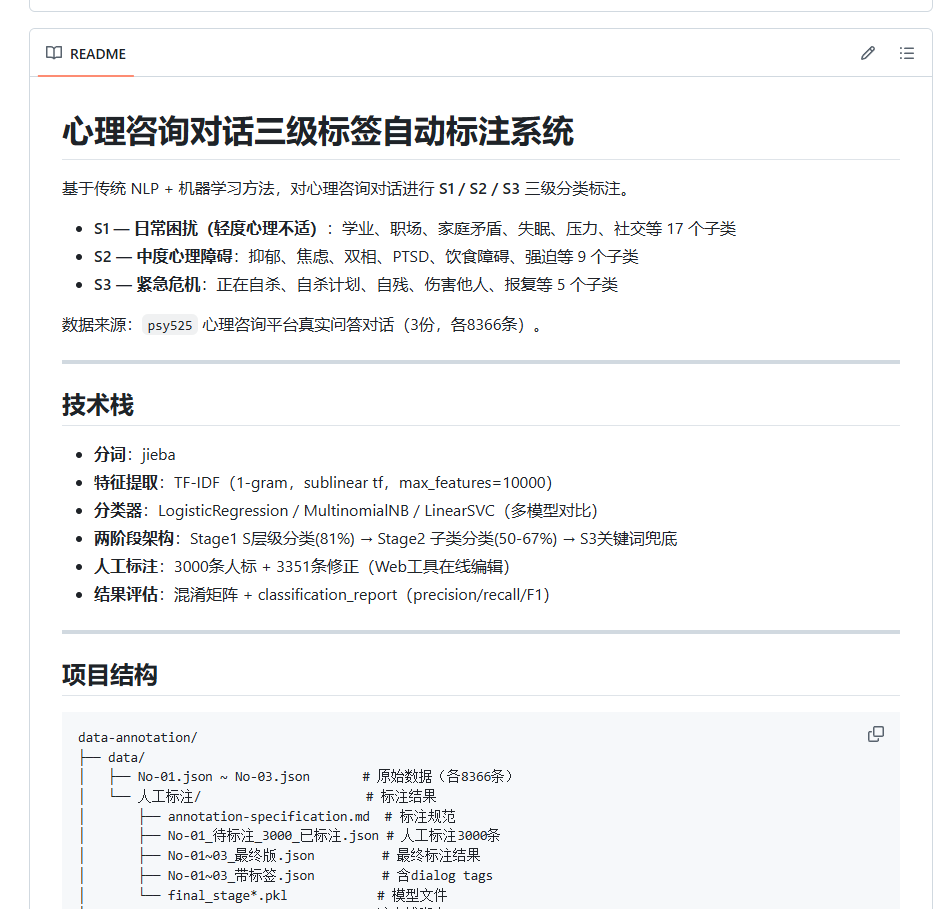 README
心理咨询对话三级标签自动标注系统
基于传统 NLP + 机器学习方法，对心理咨询对话进行 S1 / S2 / S3 三级分类标注。
• S1 — 日常困扰（轻度心理不适）：学业、职场、家庭矛盾、失眠、压力、社交等 17 个子类
• S2 — 中度心理障碍：抑郁、焦虑、双相、PTSD、饮食障碍、强迫等 9 个子类
• S3 — 紧急危机：正在自杀、自杀计划、自残、伤害他人、报复等 5 个子类
数据来源：psy525 心理咨询平台真实问答对话（3份，各8366条）。
技术栈
• 分词：jieba
• 特征提取：TF-IDF（1-gram，sublinear tf，max_features=10000）
• 分类器：LogisticRegression / MultinomialNB / LinearSVC（多模型对比）
• 两阶段架构：Stage1 S层级分类(81%) → Stage2 子类分类(50-67%) → S3关键词兜底
• 人工标注：3000条人标 + 3351条修正（Web工具在线编辑）
• 结果评估：混淆矩阵 + classification_report（precision/recall/F1）
项目结构
data-annotation/
├── data/
│   ├── No-01.json ~ No-03.json       # 原始数据（各8366条）
│   └── 人工标注/                      # 标注结果
│       ├── annotation-specification.md  # 标注规范
│       ├── No-01_待标注_3000_已标注.json # 人工标注3000条
│       ├── No-01~03_最终版.json         # 最终标注结果
│       ├── No-01~03_带标签.json         # 含dialog tags
│       └── final_stage*.pkl            # 模型文件